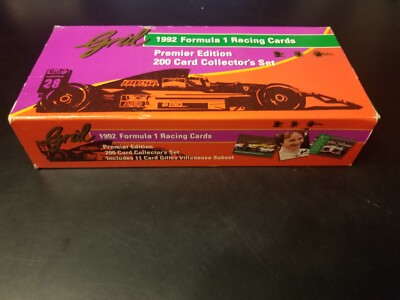 Grid
1992 Formula 1 Racing Cards
Premier Edition
200 Card Collector's Set
28
Grid
1992 Formula 1 Racing Cards
Premier Edition
200 Card Collector's Set
Includes 11 Card Gilles Villeneuve Subset